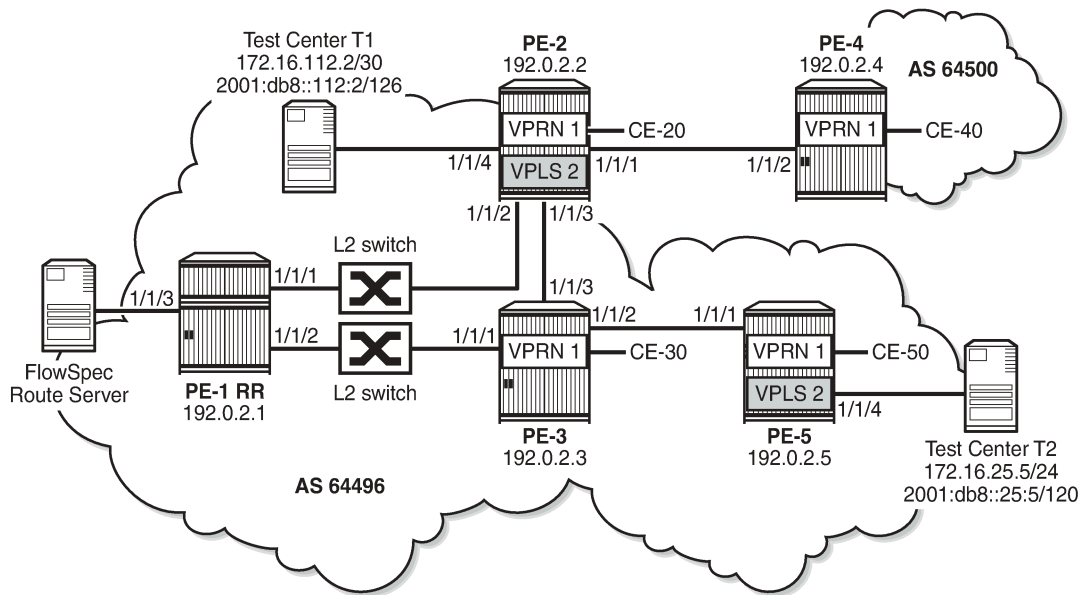 Test Center T1
172.16.112.2/30
2001:db8::112:2/126
PE-2
192.0.2.2
PE-4
192.0.2.4
AS 64500
VPRN 1
CE-20
VPRN 1
CE-40
1/1/4
VPLS 2
1/1/1
1/1/2
1/1/2
1/1/3
L2 switch
1/1/3
1/1/1
1/1/3
1/1/2
1/1/1
1/1/2
1/1/1
VPRN 1
CE-30
VPRN 1
CE-50
FlowSpec
Route Server
PE-1 RR
192.0.2.1
L2 switch
VPLS 2
1/1/4
PE-3
192.0.2.3
PE-5
192.0.2.5
Test Center T2
172.16.25.5/24
2001:db8::25:5/120
AS 64496